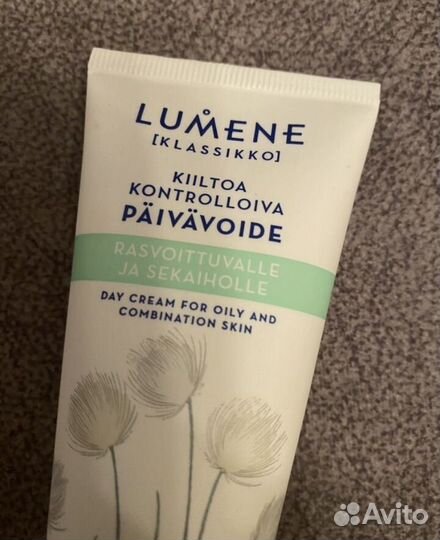 LUMENE
[KLASSIKKO]
KIILTOA
KONTROLLOIVA
PÄIVÄVOIDE
RASVOITTUVALLE
JA SEKAIHOLLE
DAY CREAM FOR OILY AND
COMBINATION SKIN
Avito